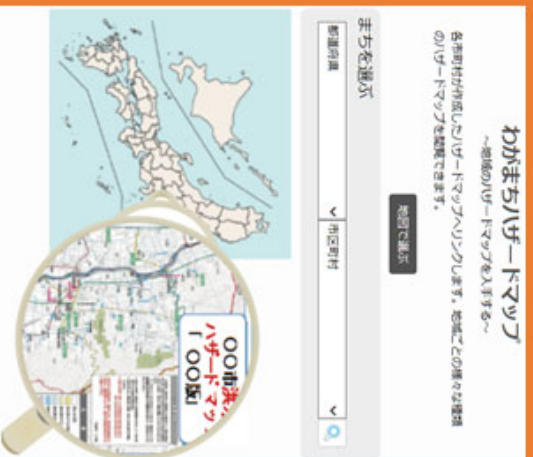 わがまちハザードマップ
～地域のハザードマップを入手する～
各市町村が作成したハザードマップへリンクします。地域ごとの様々な種類
のハザードマップを閲覧できます。
地図で選ぶ
まちを選ぶ
都道府県
市区町村
〇〇市洪
ハザードマッ
「〇〇版」